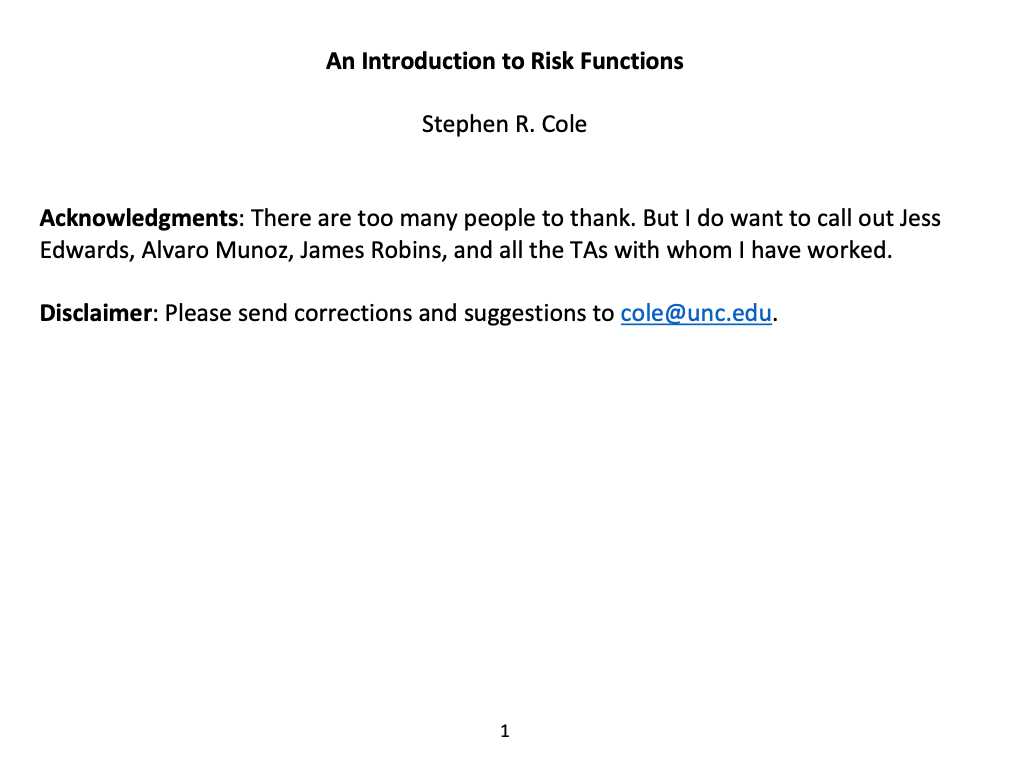 An Introduction to Risk Functions
Stephen R. Cole
Acknowledgments: There are too many people to thank. But I do want to call out Jess
Edwards, Alvaro Munoz, James Robins, and all the TAs with whom I have worked.
Disclaimer: Please send corrections and suggestions to cole@unc.edu.
1